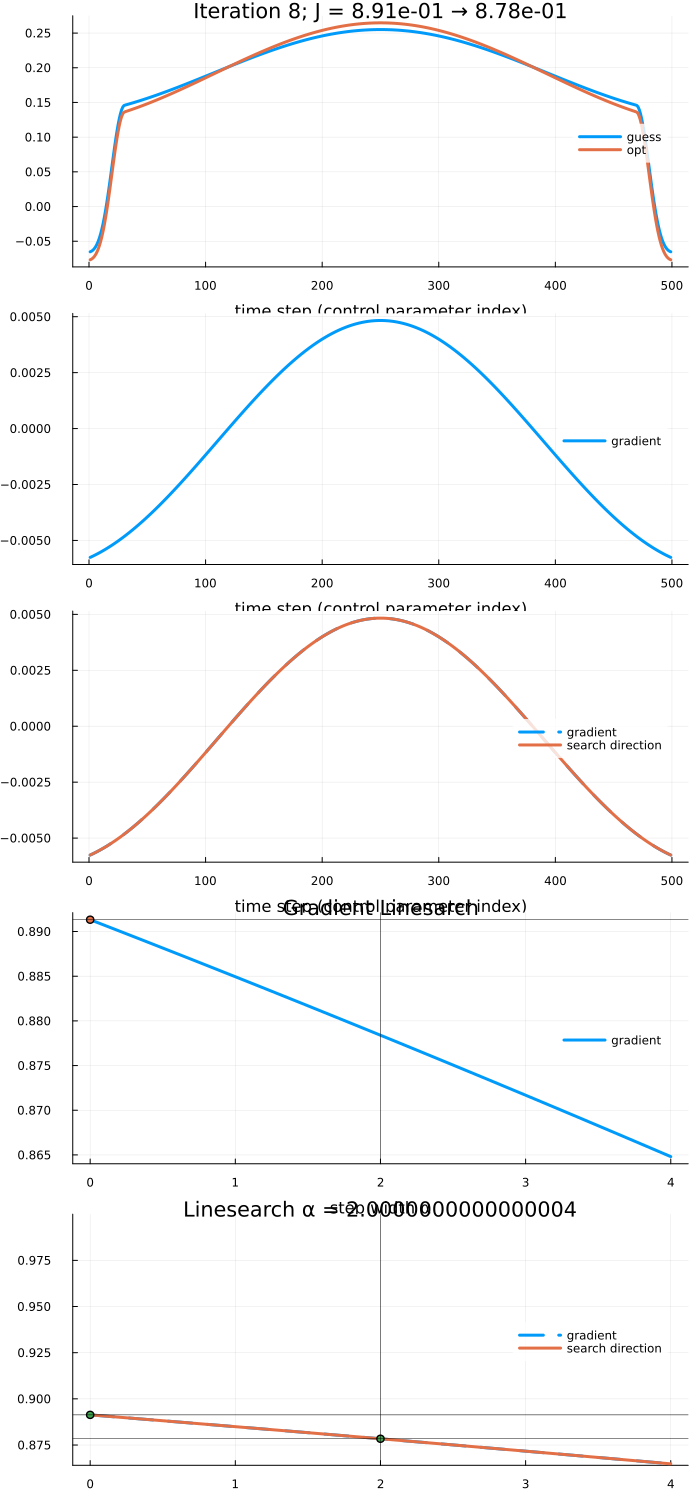 Iteration 8; J = 8.91e-01 → 8.78e-01
0.25
0.20
0.15
0.10
0.05
0.00
−0.05
guess
opt
0 100 200 300 400 500
time step (control parameter index)
0.0050
0.0025
0.0000
−0.0025
−0.0050
gradient
0 100 200 300 400 500
time step (control parameter index)
0.0050
0.0025
0.0000
−0.0025
−0.0050
gradient
search direction
0 100 200 300 400 500
time step (control parameter index)
Gradient Linesarch
0.890
0.885
0.880
0.875
0.870
0.865
gradient
0 1 2 3 4
step width α
Linesearch α = 2.0000000000000004
0.975
0.950
0.925
0.900
0.875
gradient
search direction
0 1 2 3 4